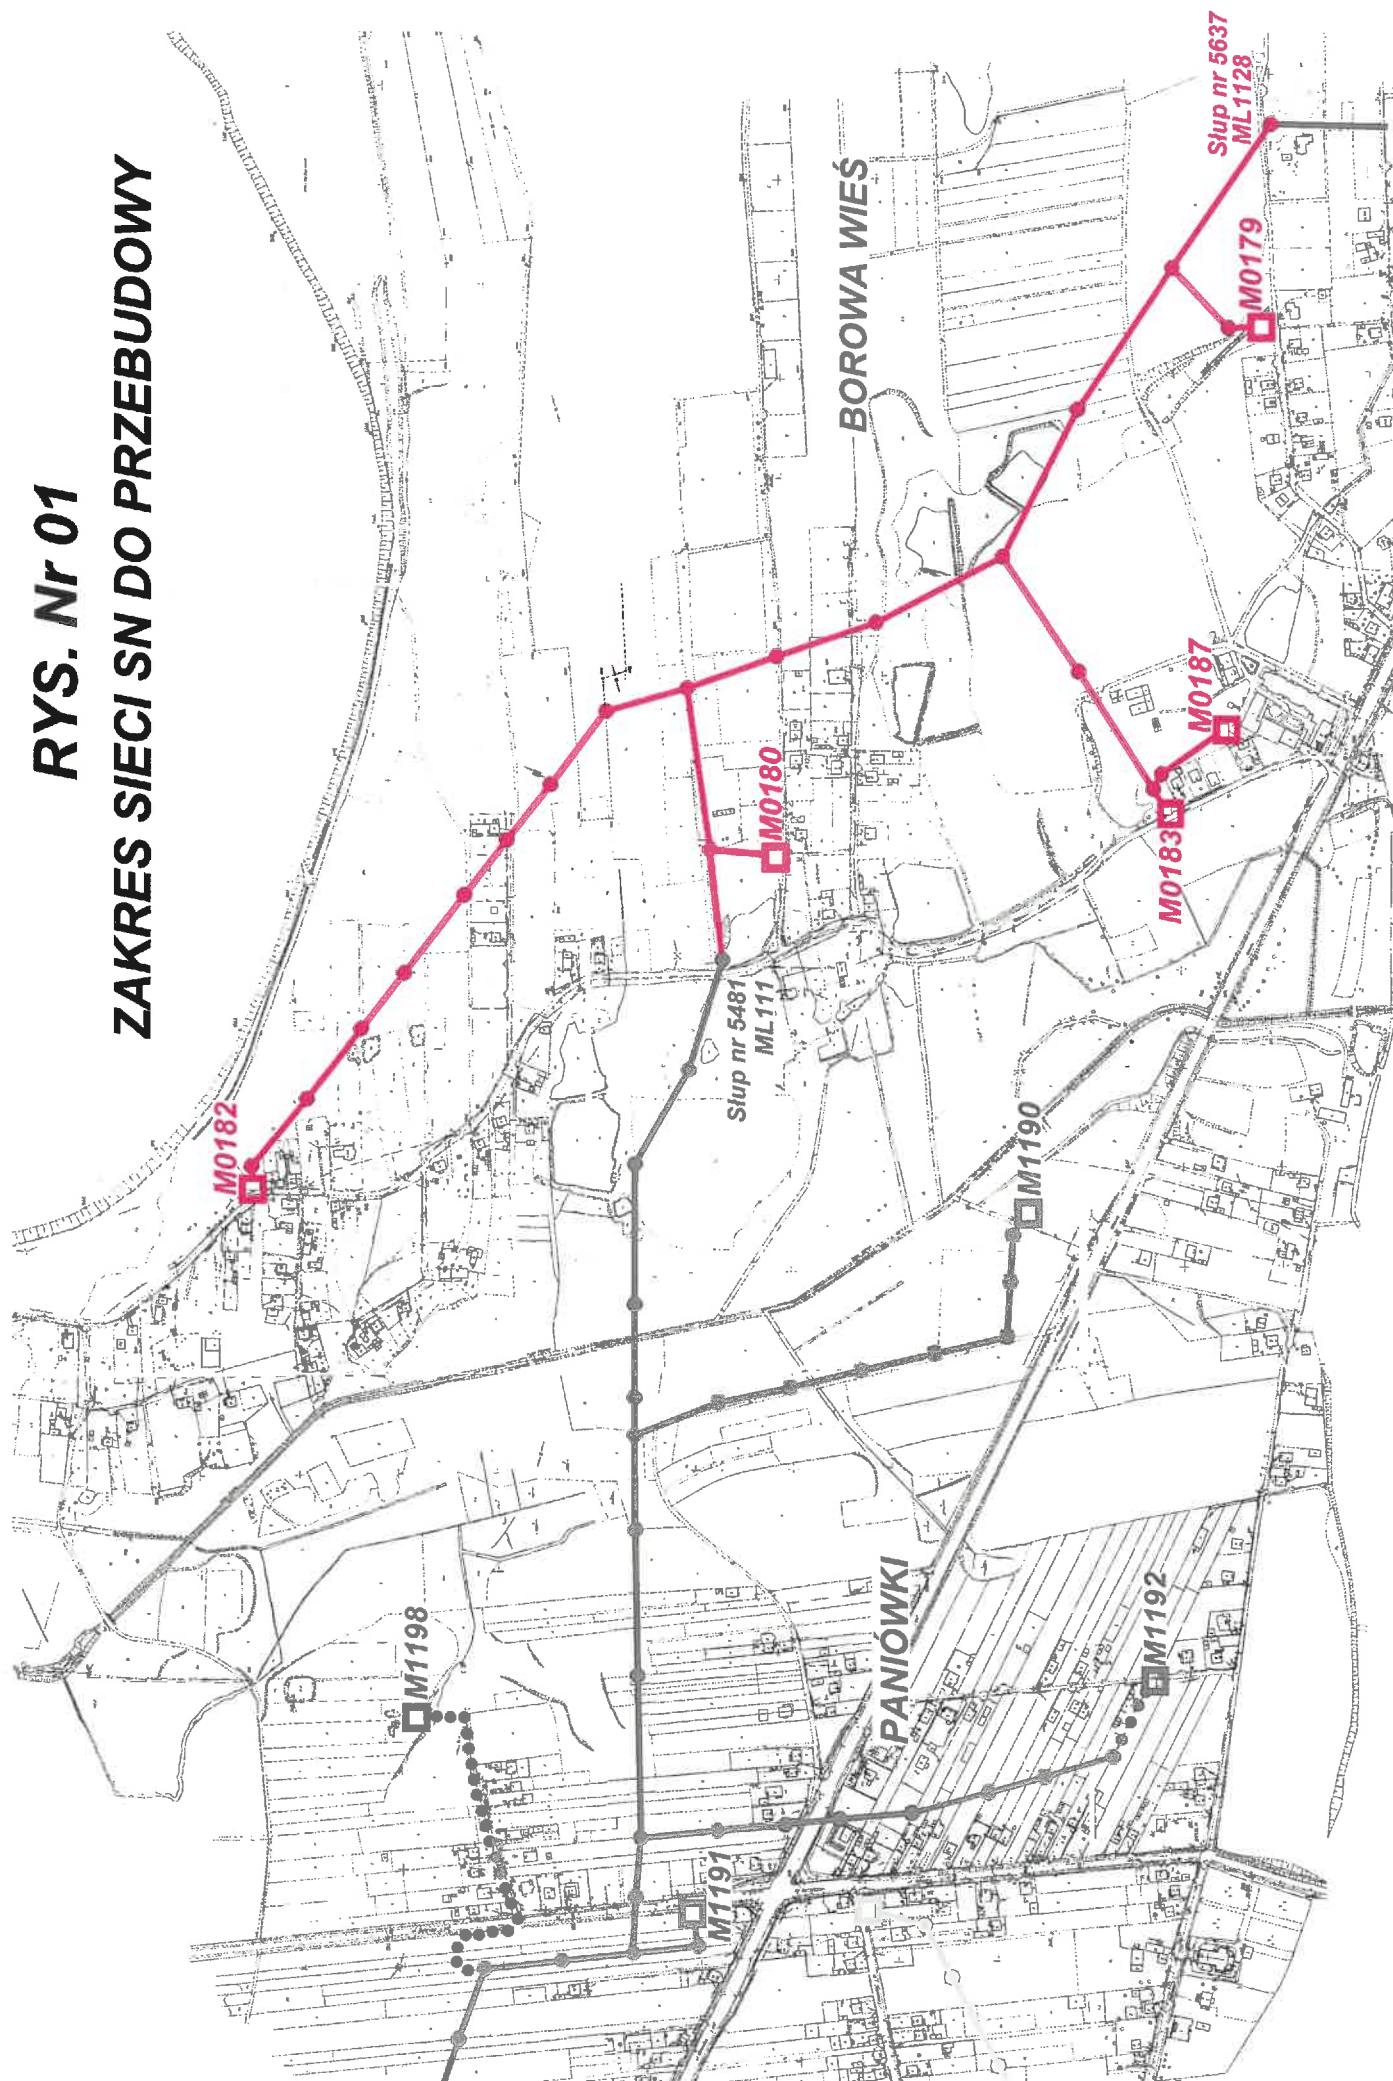 RYS. Nr 01
ZAKRES SIECI SN DO PRZEBUDOWY
M0182
Słup nr 5637
ML1128
BOROWA WIEŚ
M0179
M0180
M0187
M0183
Słup nr 5481
ML111
M1190
M1198
PANIÓWKI
M1192
M1191